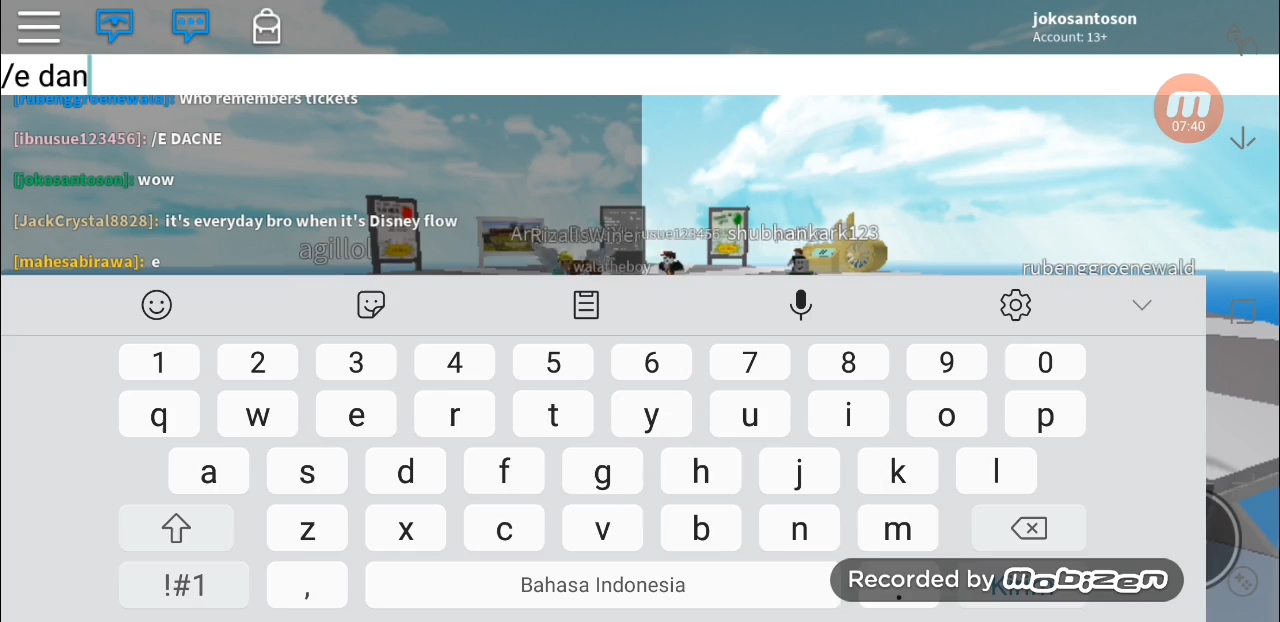 jokosantoson
Account: 13+
/e dan
[rubenggroenewald]: Who remembers tickets
07:40
[ibnusue123456]: /E DACNE
[jokosantoson]: wow
[JackCrystal8828]: it's everyday bro when it's Disney flow
agillol
shubhankark123
[mahesabirawa]: e
walatheboy
rubenggroenewald
1 2 3 4 5 6 7 8 9 0
q w e r t y u i o p
a s d f g h j k l
z x c v b n m
!#1 , Bahasa Indonesia .
Recorded by mobizen